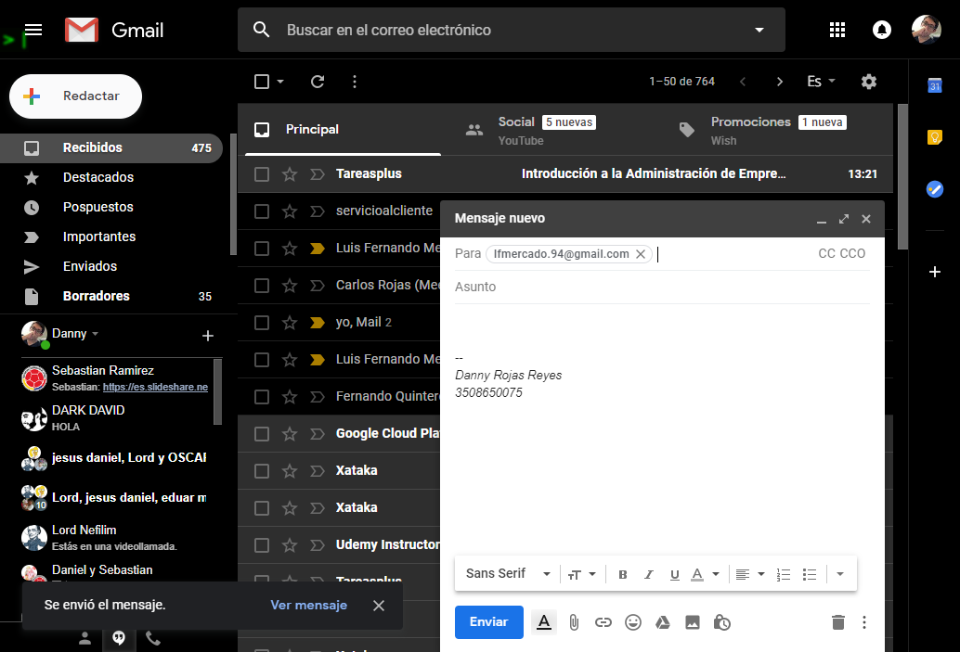 Gmail
Buscar en el correo electrónico
Redactar
1–50 de 764
Es
31
Principal
Social 5 nuevas
YouTube
Promociones 1 nueva
Wish
Recibidos 475
Destacados
Pospuestos
Importantes
Enviados
Borradores 35
Danny
Sebastian Ramirez
Sebastian: https://es.slideshare.ne
DARK DAVID
HOLA
jesus daniel, Lord y OSCAR
Lord, jesus daniel, eduar m
10
Lord Nefilim
Estás en una videollamada.
Daniel y Sebastian
Tareasplus Introducción a la Administración de Empre… 13:21
servicioalcliente
Luis Fernando Me
Carlos Rojas (Med
yo, Mail 2
Luis Fernando Me
Fernando Quintero
Google Cloud Pla
Xataka
Xataka
Udemy Instructor
Tareasplus
Mensaje nuevo
Para lfmercado.94@gmail.com
CC CCO
Asunto
--
Danny Rojas Reyes
3508650075
Sans Serif
Enviar
Se envió el mensaje. Ver mensaje